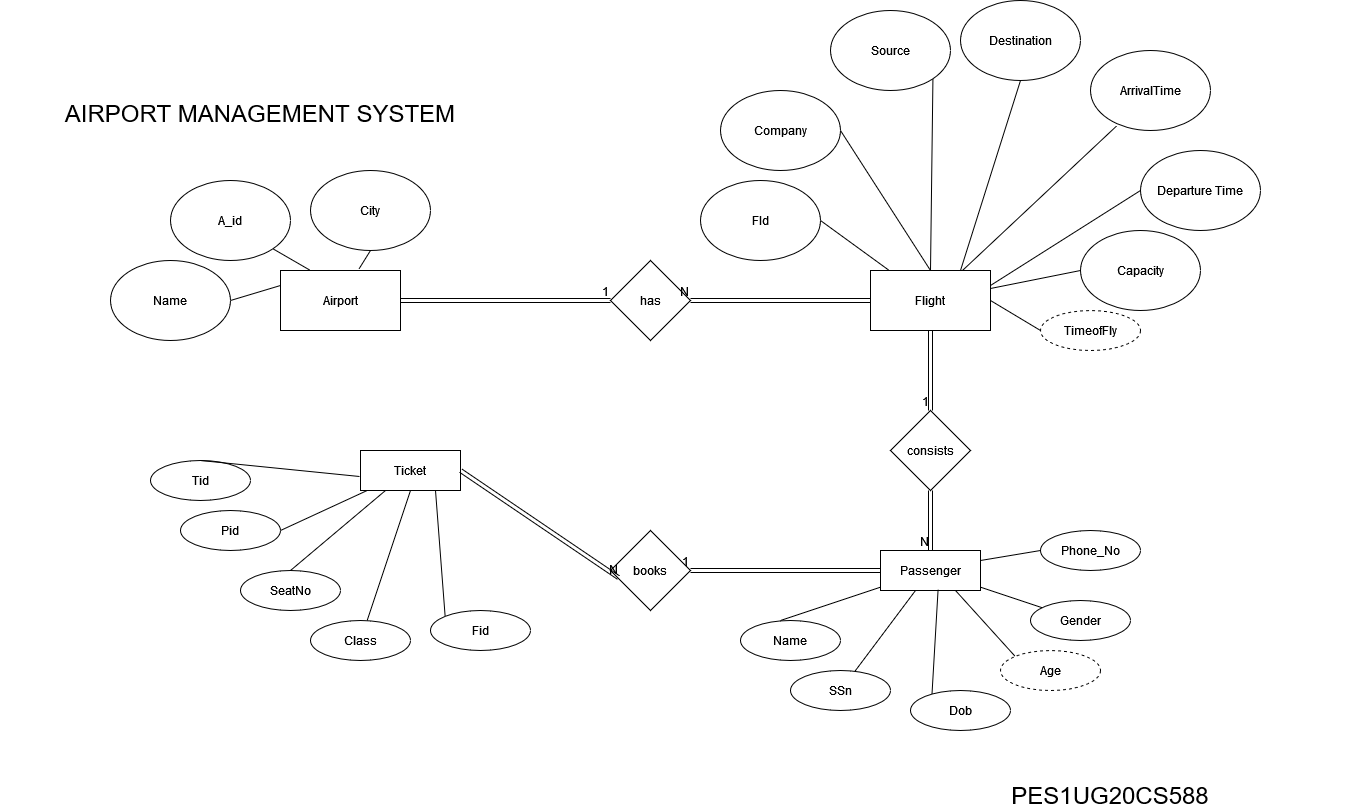 Source
Destination
ArrivalTime
AIRPORT MANAGEMENT SYSTEM
Company
Departure Time
City
A_id
FId
Capacity
Name
Airport
1
has
N
Flight
TimeofFly
1
consists
Ticket
Tid
Pid
N
Phone_No
N
books
1
Passenger
SeatNo
Gender
Class
Fid
Name
Age
SSn
Dob
PES1UG20CS588